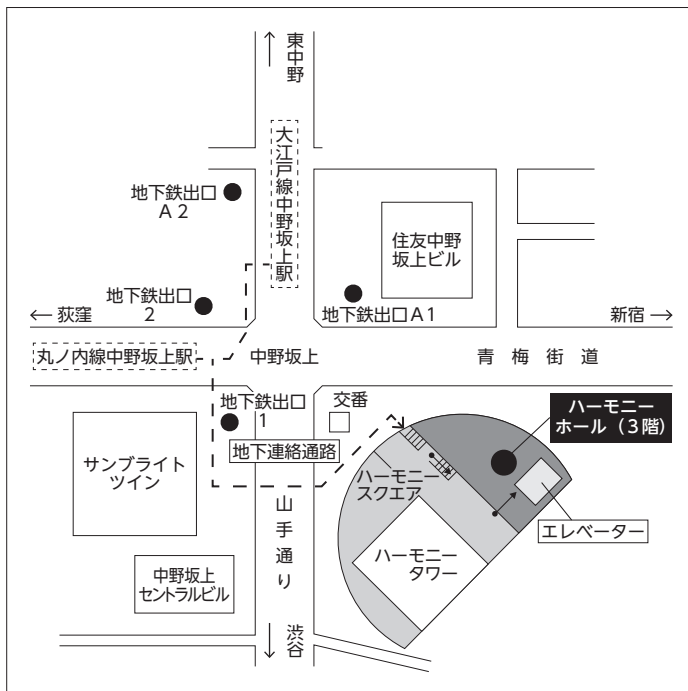 東中野
大江戸線中野坂上駅
地下鉄出口
A 2
住友中野
坂上ビル
地下鉄出口
2
地下鉄出口A1
← 荻窪
新宿 →
丸ノ内線中野坂上駅
中野坂上
青梅街道
地下鉄出口
1
交番
ハーモニー
ホール（3階）
地下連絡通路
サンブライト
ツイン
ハーモニー
スクエア
エレベーター
山手通り
ハーモニー
タワー
中野坂上
セントラルビル
渋谷